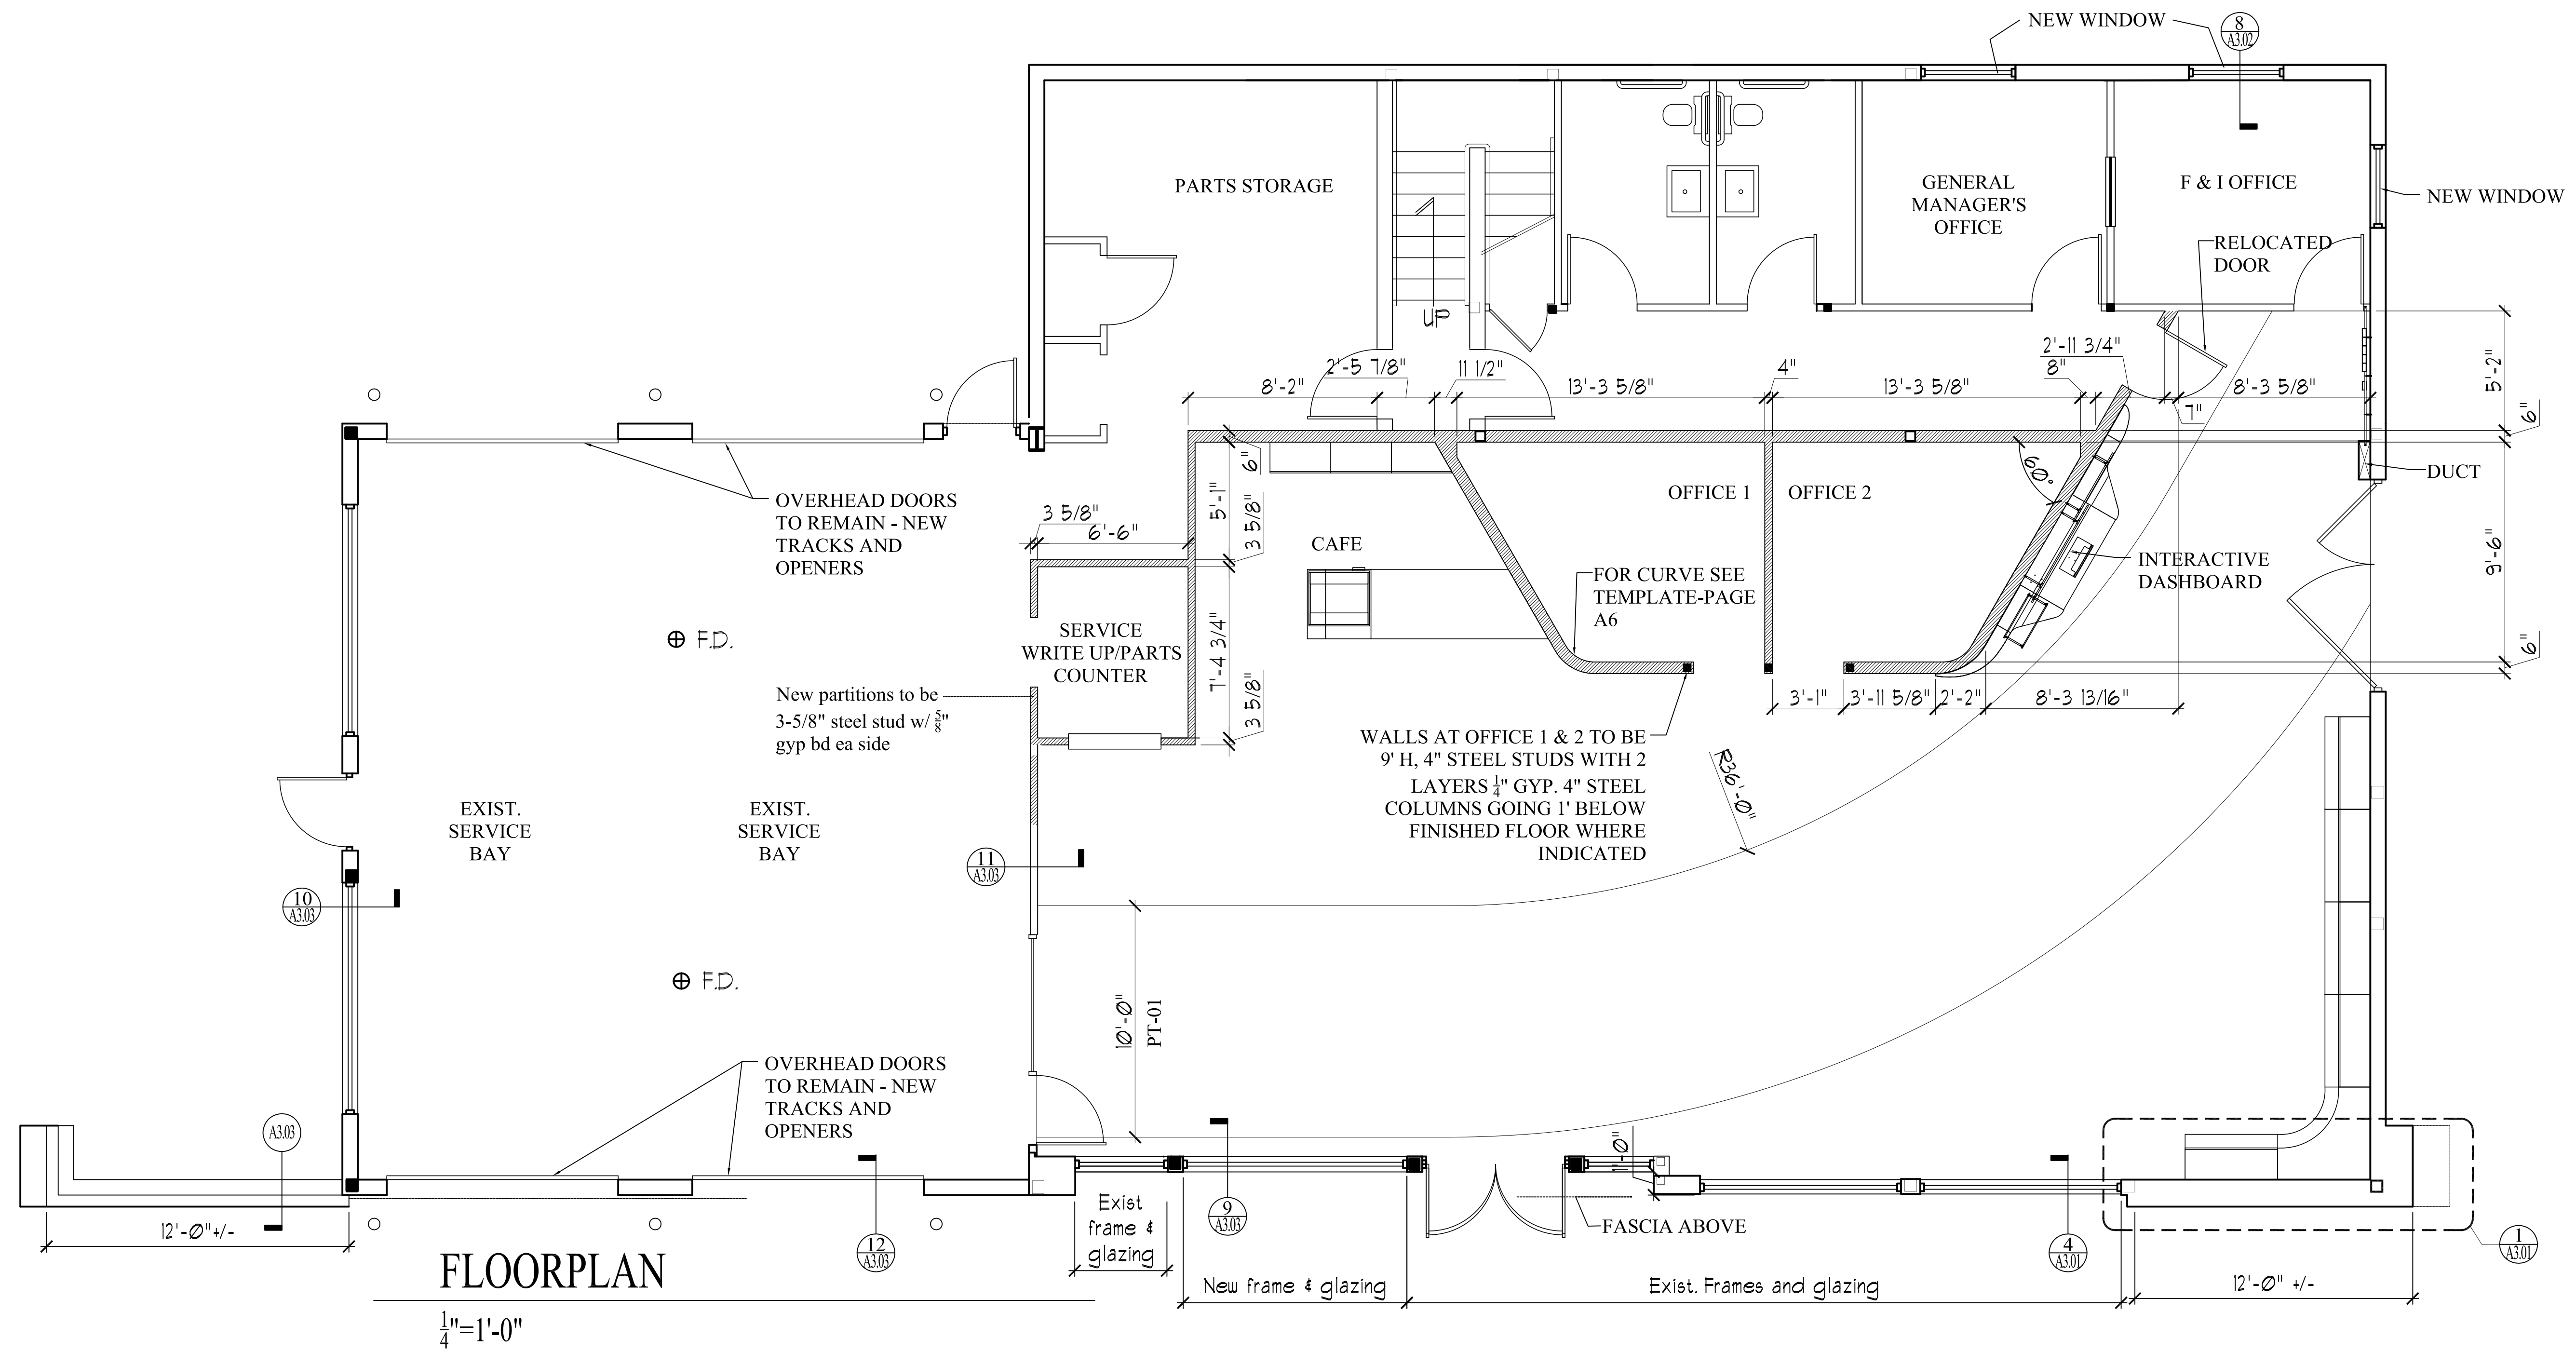 NEW WINDOW
8
A3.02
PARTS STORAGE
GENERAL
MANAGER'S
OFFICE
F & I OFFICE
NEW WINDOW
RELOCATED
DOOR
UP
2'-11 3/4"
8'-2"
2'-5 7/8"
11 1/2"
13'-3 5/8"
4"
13'-3 5/8"
8"
8'-3 5/8"
7"
5'-2"
6"
6"
5'-1"
3 5/8"
60°
OFFICE 1
OFFICE 2
DUCT
OVERHEAD DOORS
TO REMAIN - NEW
TRACKS AND
OPENERS
3 5/8"
6'-6"
CAFE
FOR CURVE SEE
TEMPLATE-PAGE
A6
INTERACTIVE
DASHBOARD
9'-6"
F.D.
SERVICE
WRITE UP/PARTS
COUNTER
7'-4 3/4"
3 5/8"
6"
New partitions to be
3-5/8" steel stud w/ 5/8"
gyp bd ea side
3'-1"
3'-11 5/8"
2'-2"
8'-3 13/16"
WALLS AT OFFICE 1 & 2 TO BE
9' H, 4" STEEL STUDS WITH 2
LAYERS 1/4" GYP. 4" STEEL
COLUMNS GOING 1' BELOW
FINISHED FLOOR WHERE
INDICATED
R36'-0"
EXIST.
SERVICE
BAY
EXIST.
SERVICE
BAY
11
A3.03
10
A3.03
F.D.
10'-0"
PT-01
OVERHEAD DOORS
TO REMAIN - NEW
TRACKS AND
OPENERS
A3.03
1'-0"
12'-0"+/-
12
A3.03
Exist
frame &
glazing
9
A3.03
FASCIA ABOVE
4
A3.01
1
A3.01
New frame & glazing
Exist. Frames and glazing
12'-0" +/-
FLOORPLAN
1/4"=1'-0"